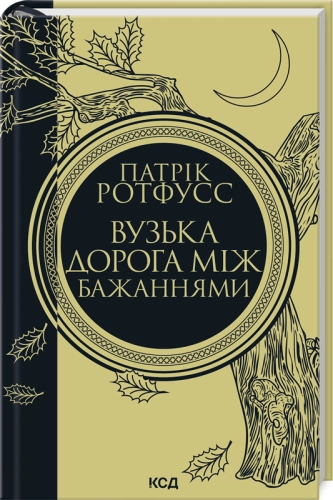 ПАТРІК
РОТФУСС
ВУЗЬКА
ДОРОГА МІЖ
БАЖАННЯМИ
КСД